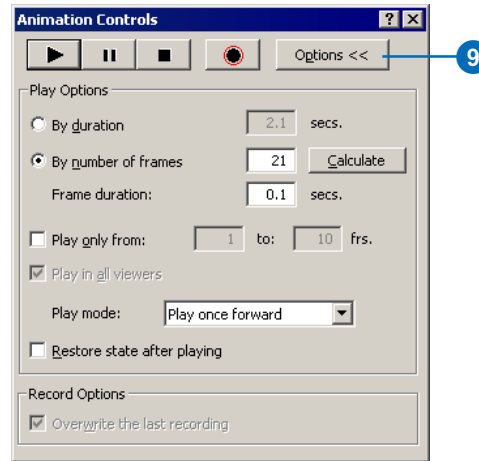 Animation Controls
Options <<
9
Play Options
By duration 2.1 secs.
By number of frames 21 Calculate
Frame duration: 0.1 secs.
Play only from: 1 to: 10 frs.
Play in all viewers
Play mode: Play once forward
Restore state after playing
Record Options
Overwrite the last recording